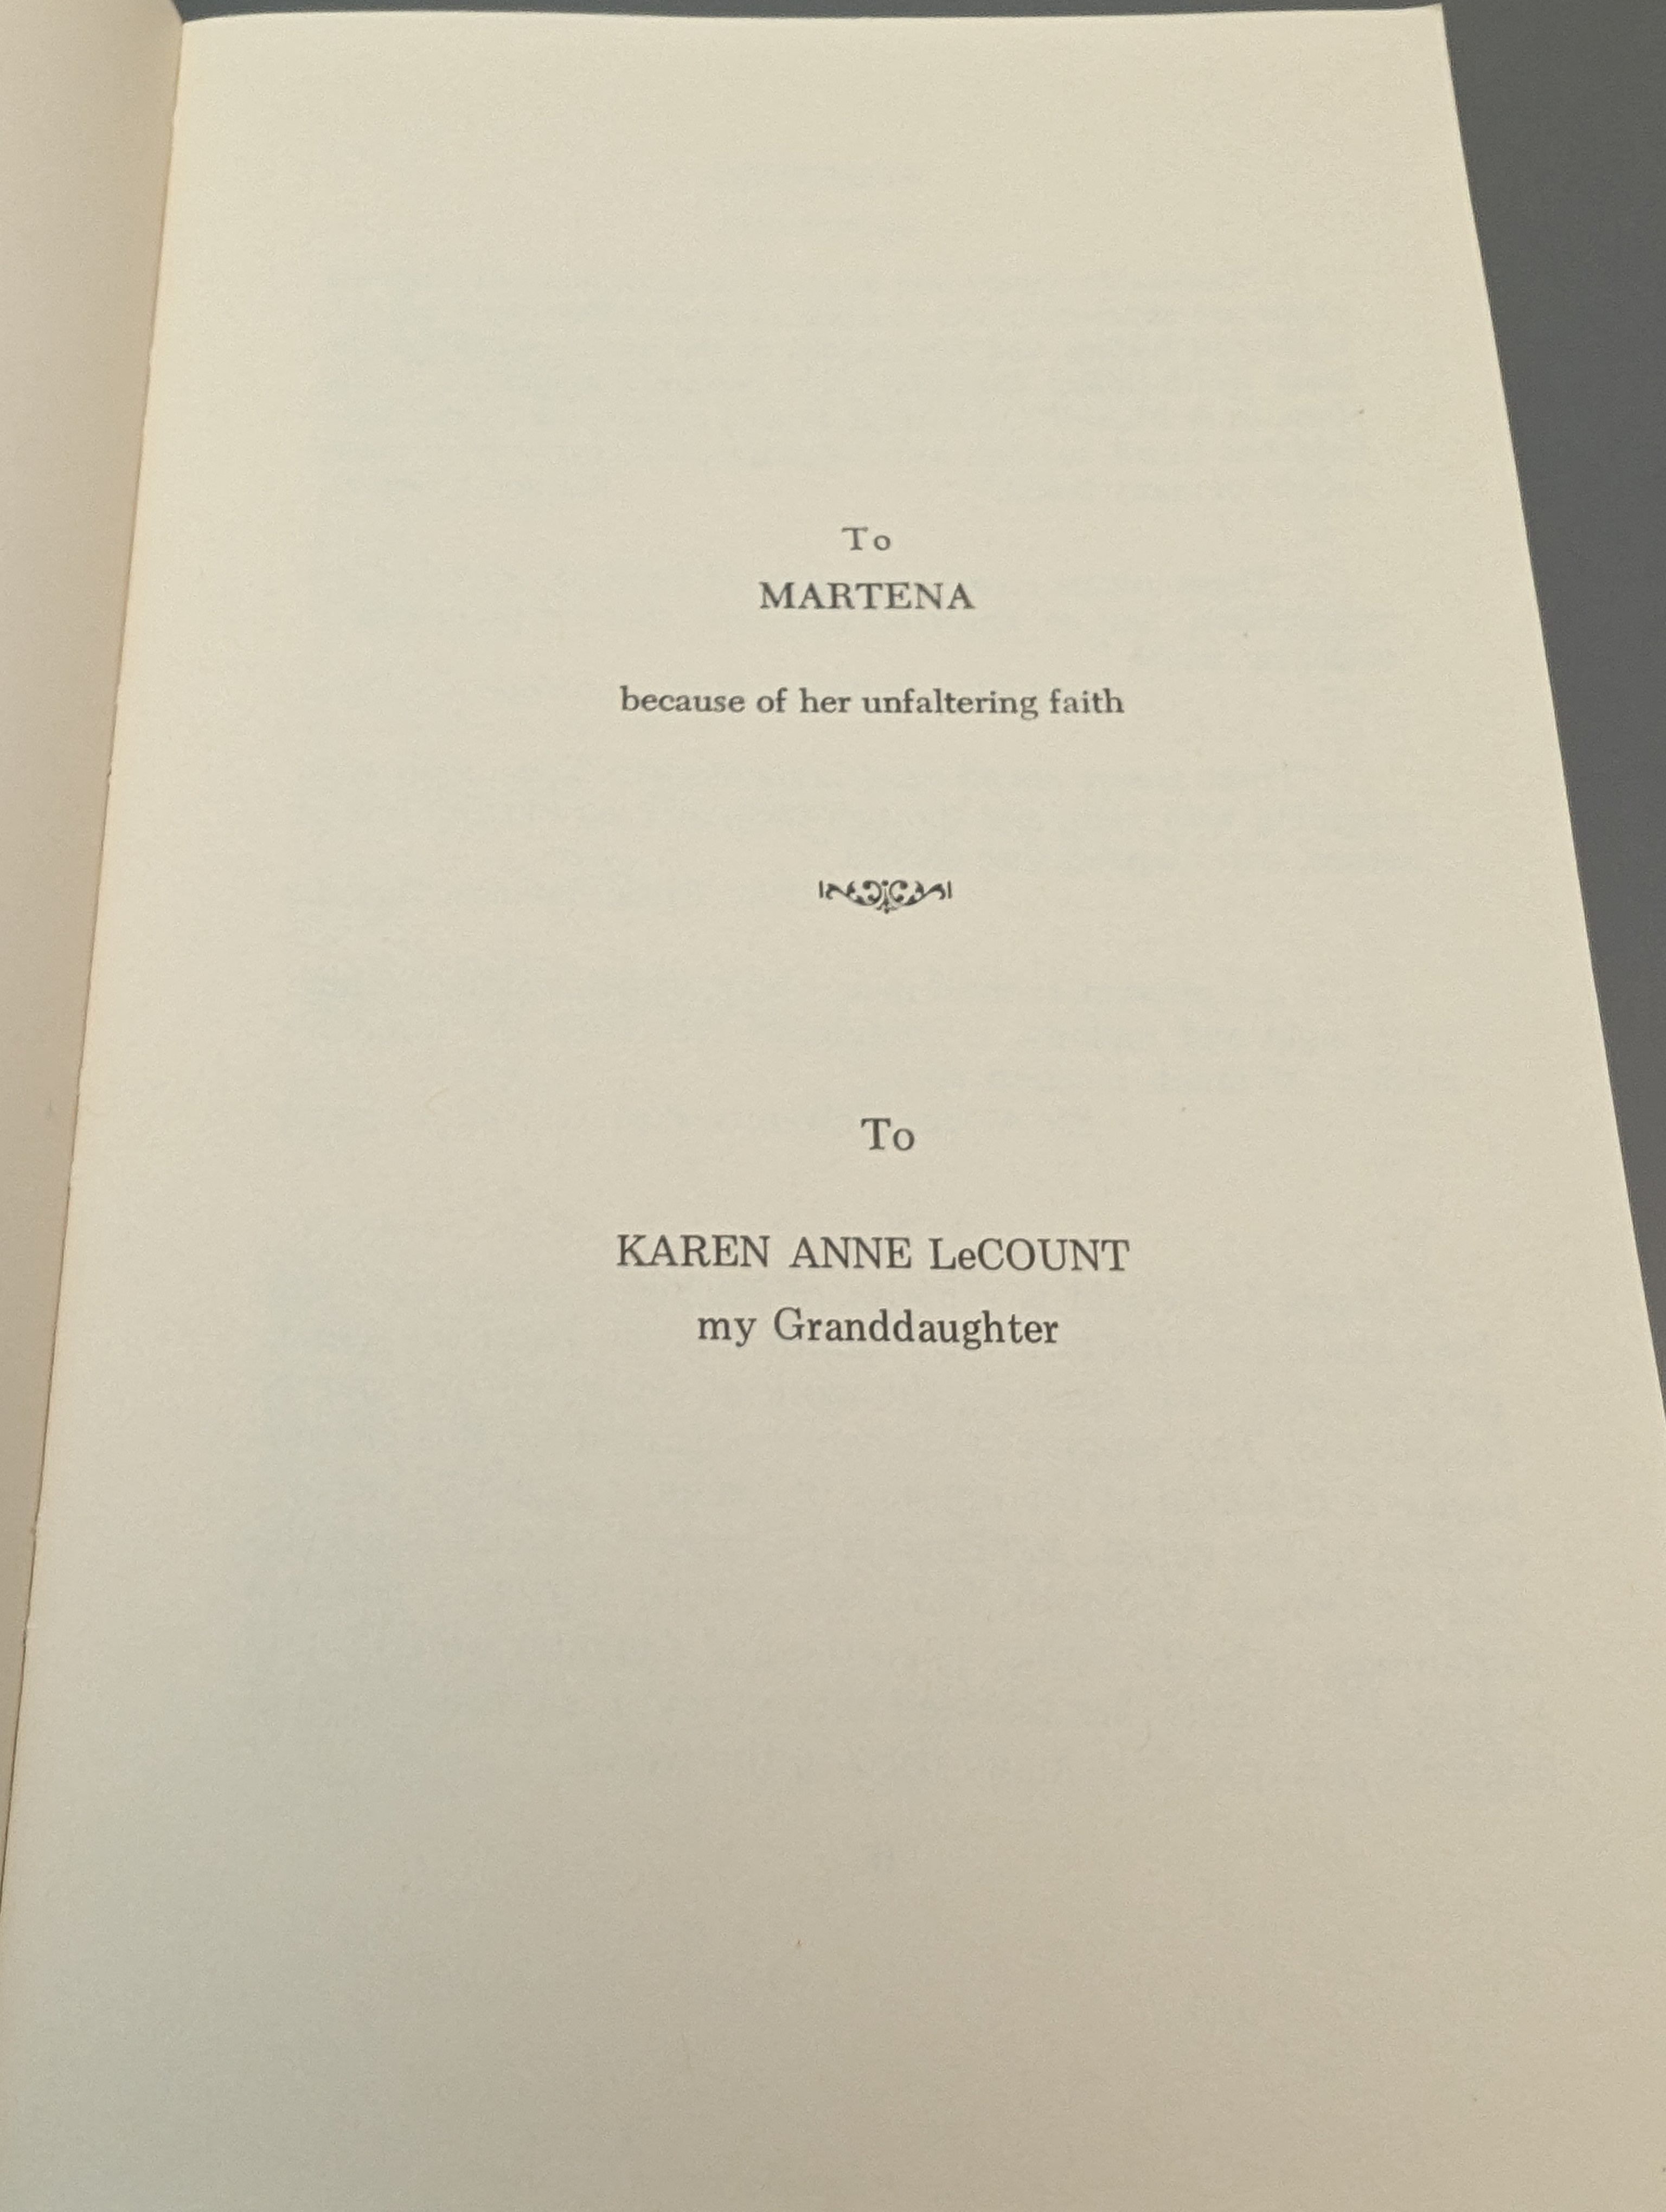 To
MARTENA
because of her unfaltering faith
To
KAREN ANNE LeCOUNT
my Granddaughter